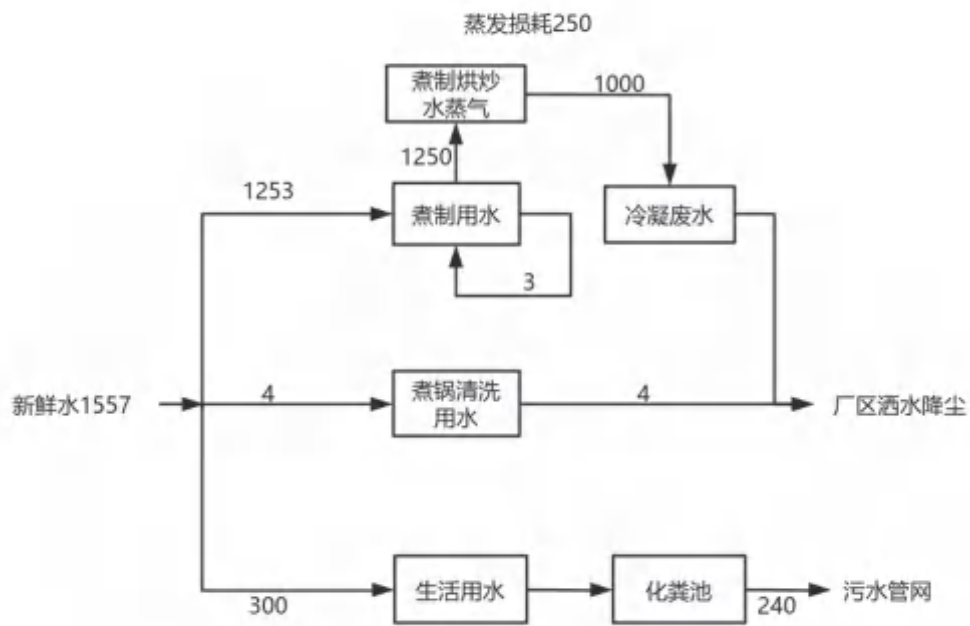 蒸发损耗250
煮制烘炒
水蒸气
1000
1250
1253
煮制用水
冷凝废水
3
新鲜水1557
4
煮锅清洗
用水
4
厂区洒水降尘
300
生活用水
化粪池
240
污水管网